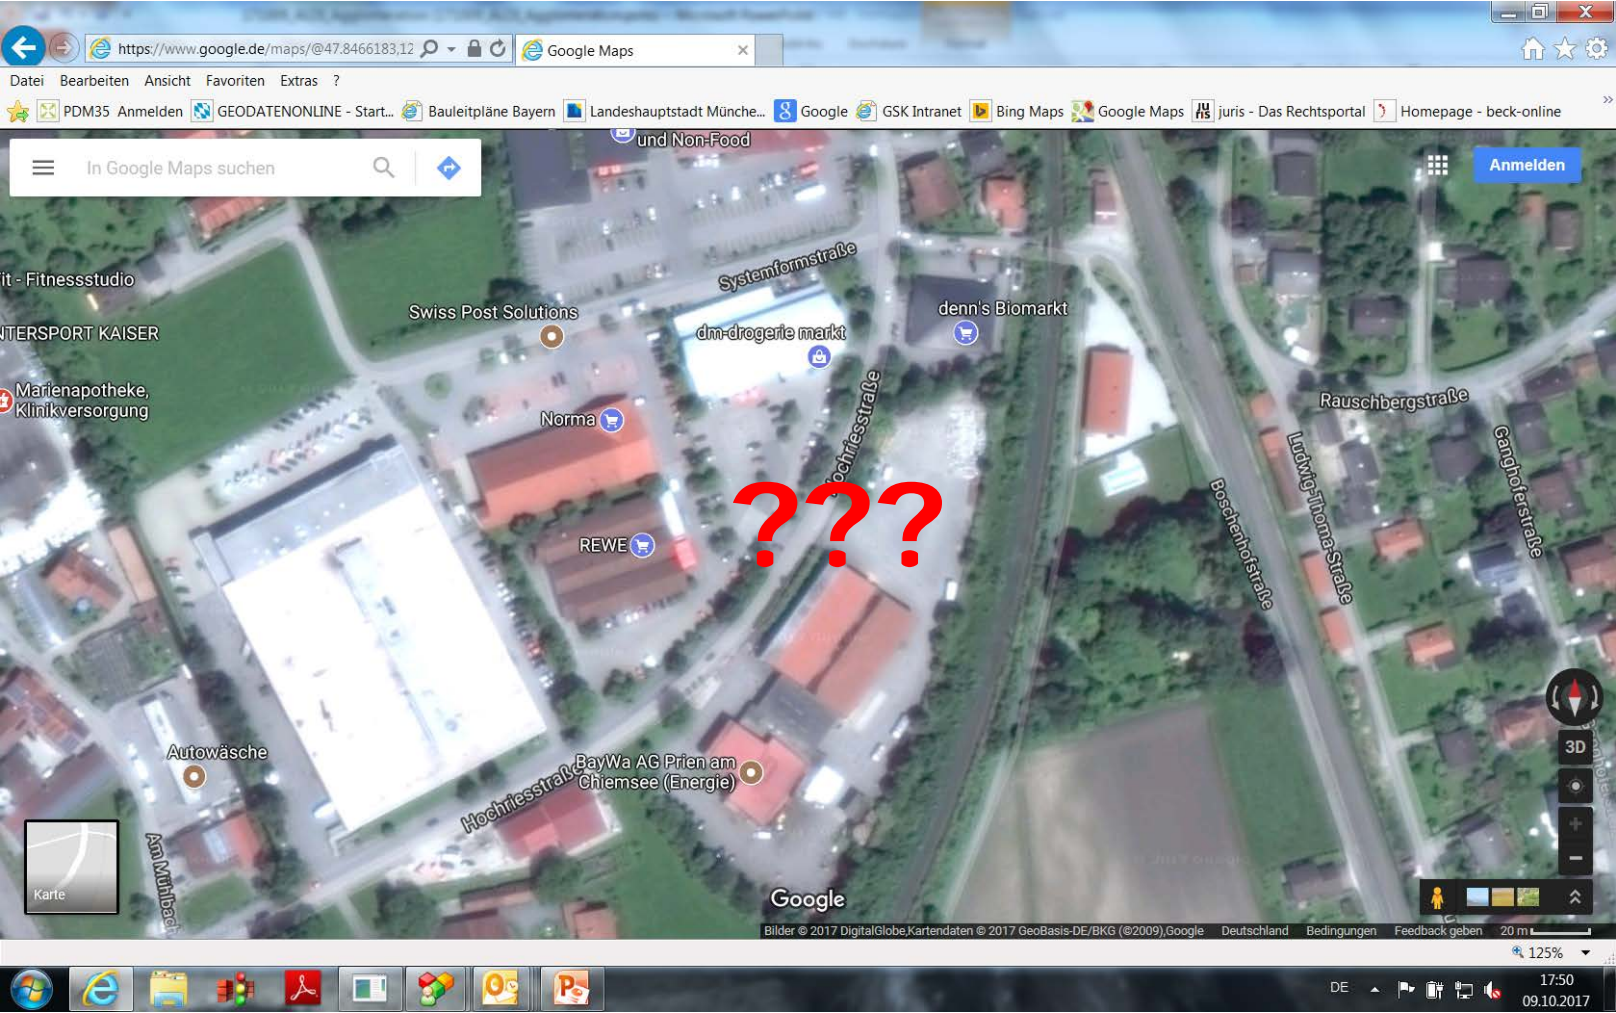 https://www.google.de/maps/@47.8466183,12
Google Maps
Datei Bearbeiten Ansicht Favoriten Extras ?
PDM35 Anmelden GEODATENONLINE - Start... Bauleitpläne Bayern Landeshauptstadt Münche... Google GSK Intranet Bing Maps Google Maps juris - Das Rechtsportal Homepage - beck-online
und Non-Food
In Google Maps suchen
Anmelden
Systemformstraße
it - Fitnessstudio
Swiss Post Solutions
denn's Biomarkt
NTERSPORT KAISER
dm-drogerie markt
Marienapotheke,
Klinikversorgung
Norma
Hochriesstraße
Rauschbergstraße
Ludwig-Thoma-Straße
Ganghoferstraße
???
REWE
Boschenhofstraße
3D
Autowäsche
BayWa AG Prien am
Chiemsee (Energie)
Hochriesstraße
Am Mühlbach
Karte
Google
Bilder © 2017 DigitalGlobe,Kartendaten © 2017 GeoBasis-DE/BKG (©2009),Google Deutschland Bedingungen Feedback geben 20 m
125%
DE
17:50
09.10.2017